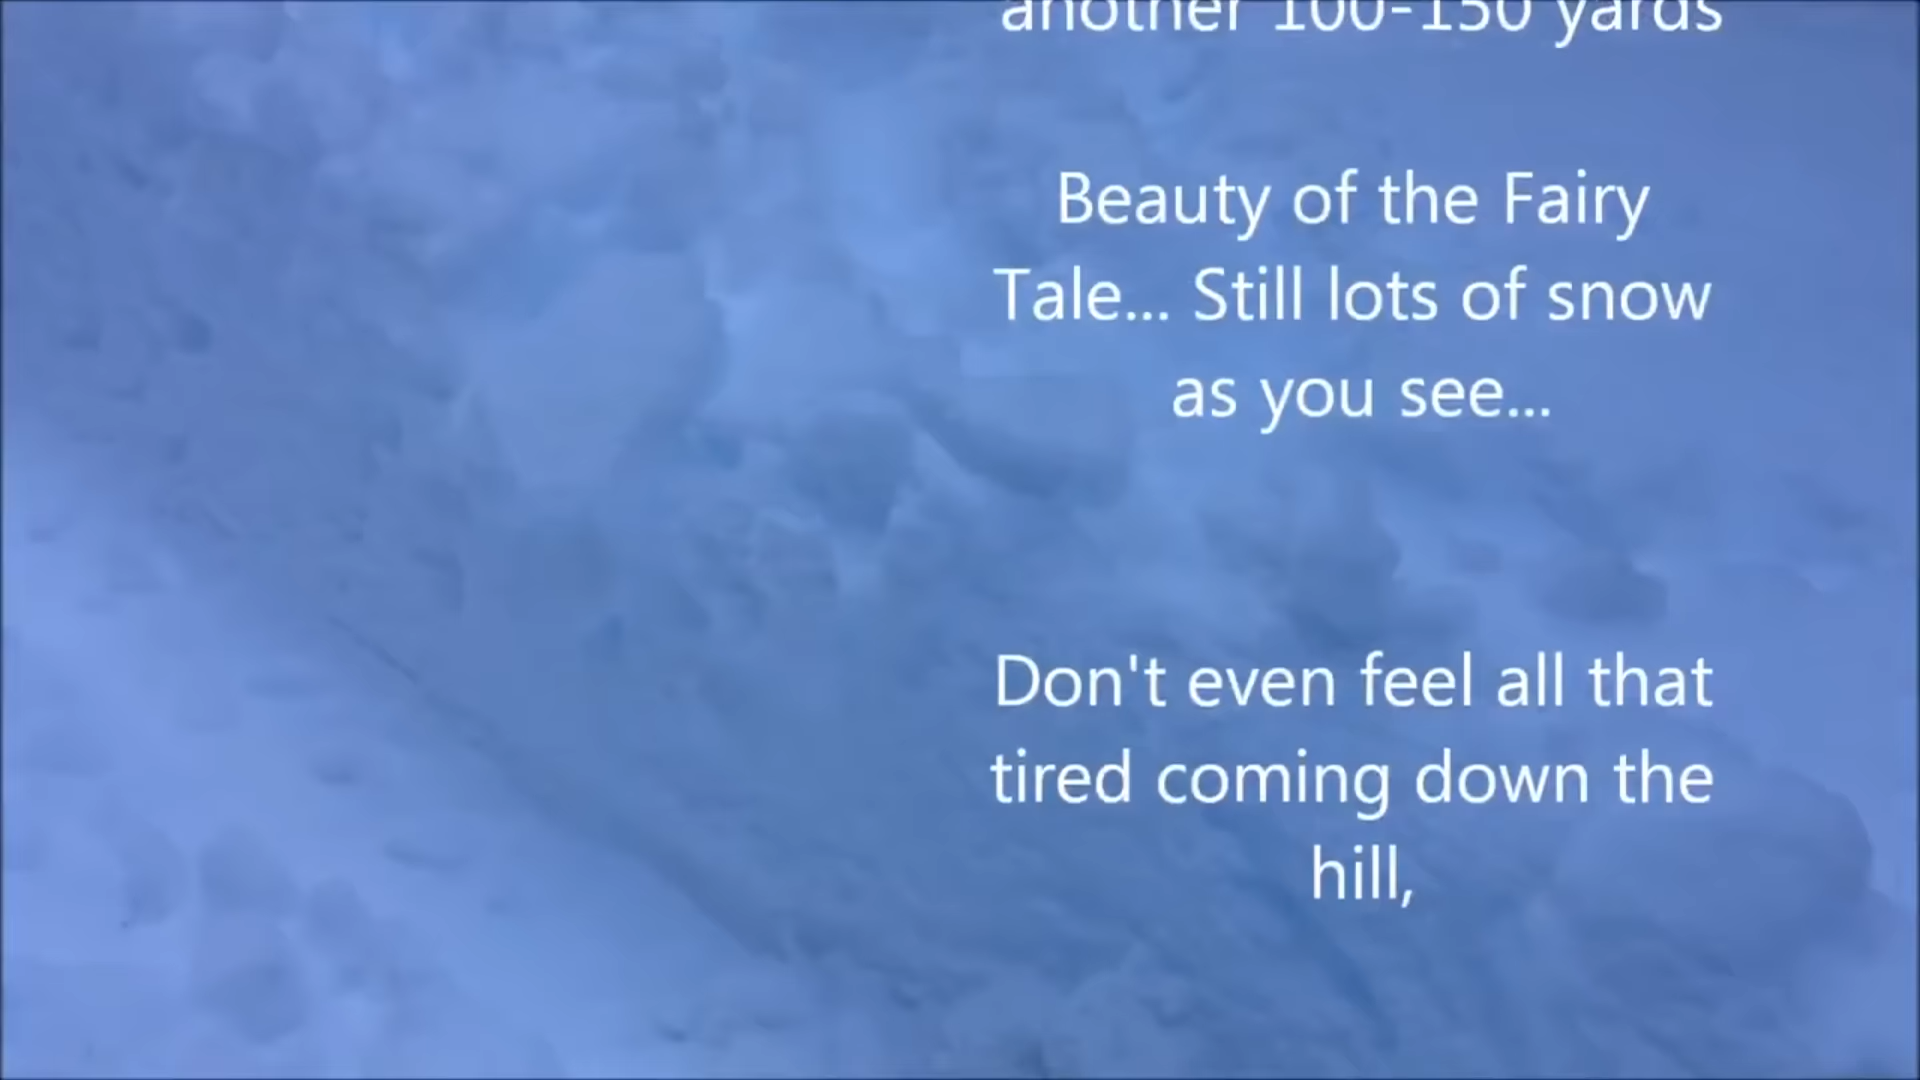 another 100-150 yards
Beauty of the Fairy
Tale... Still lots of snow
as you see...
Don't even feel all that
tired coming down the
hill,